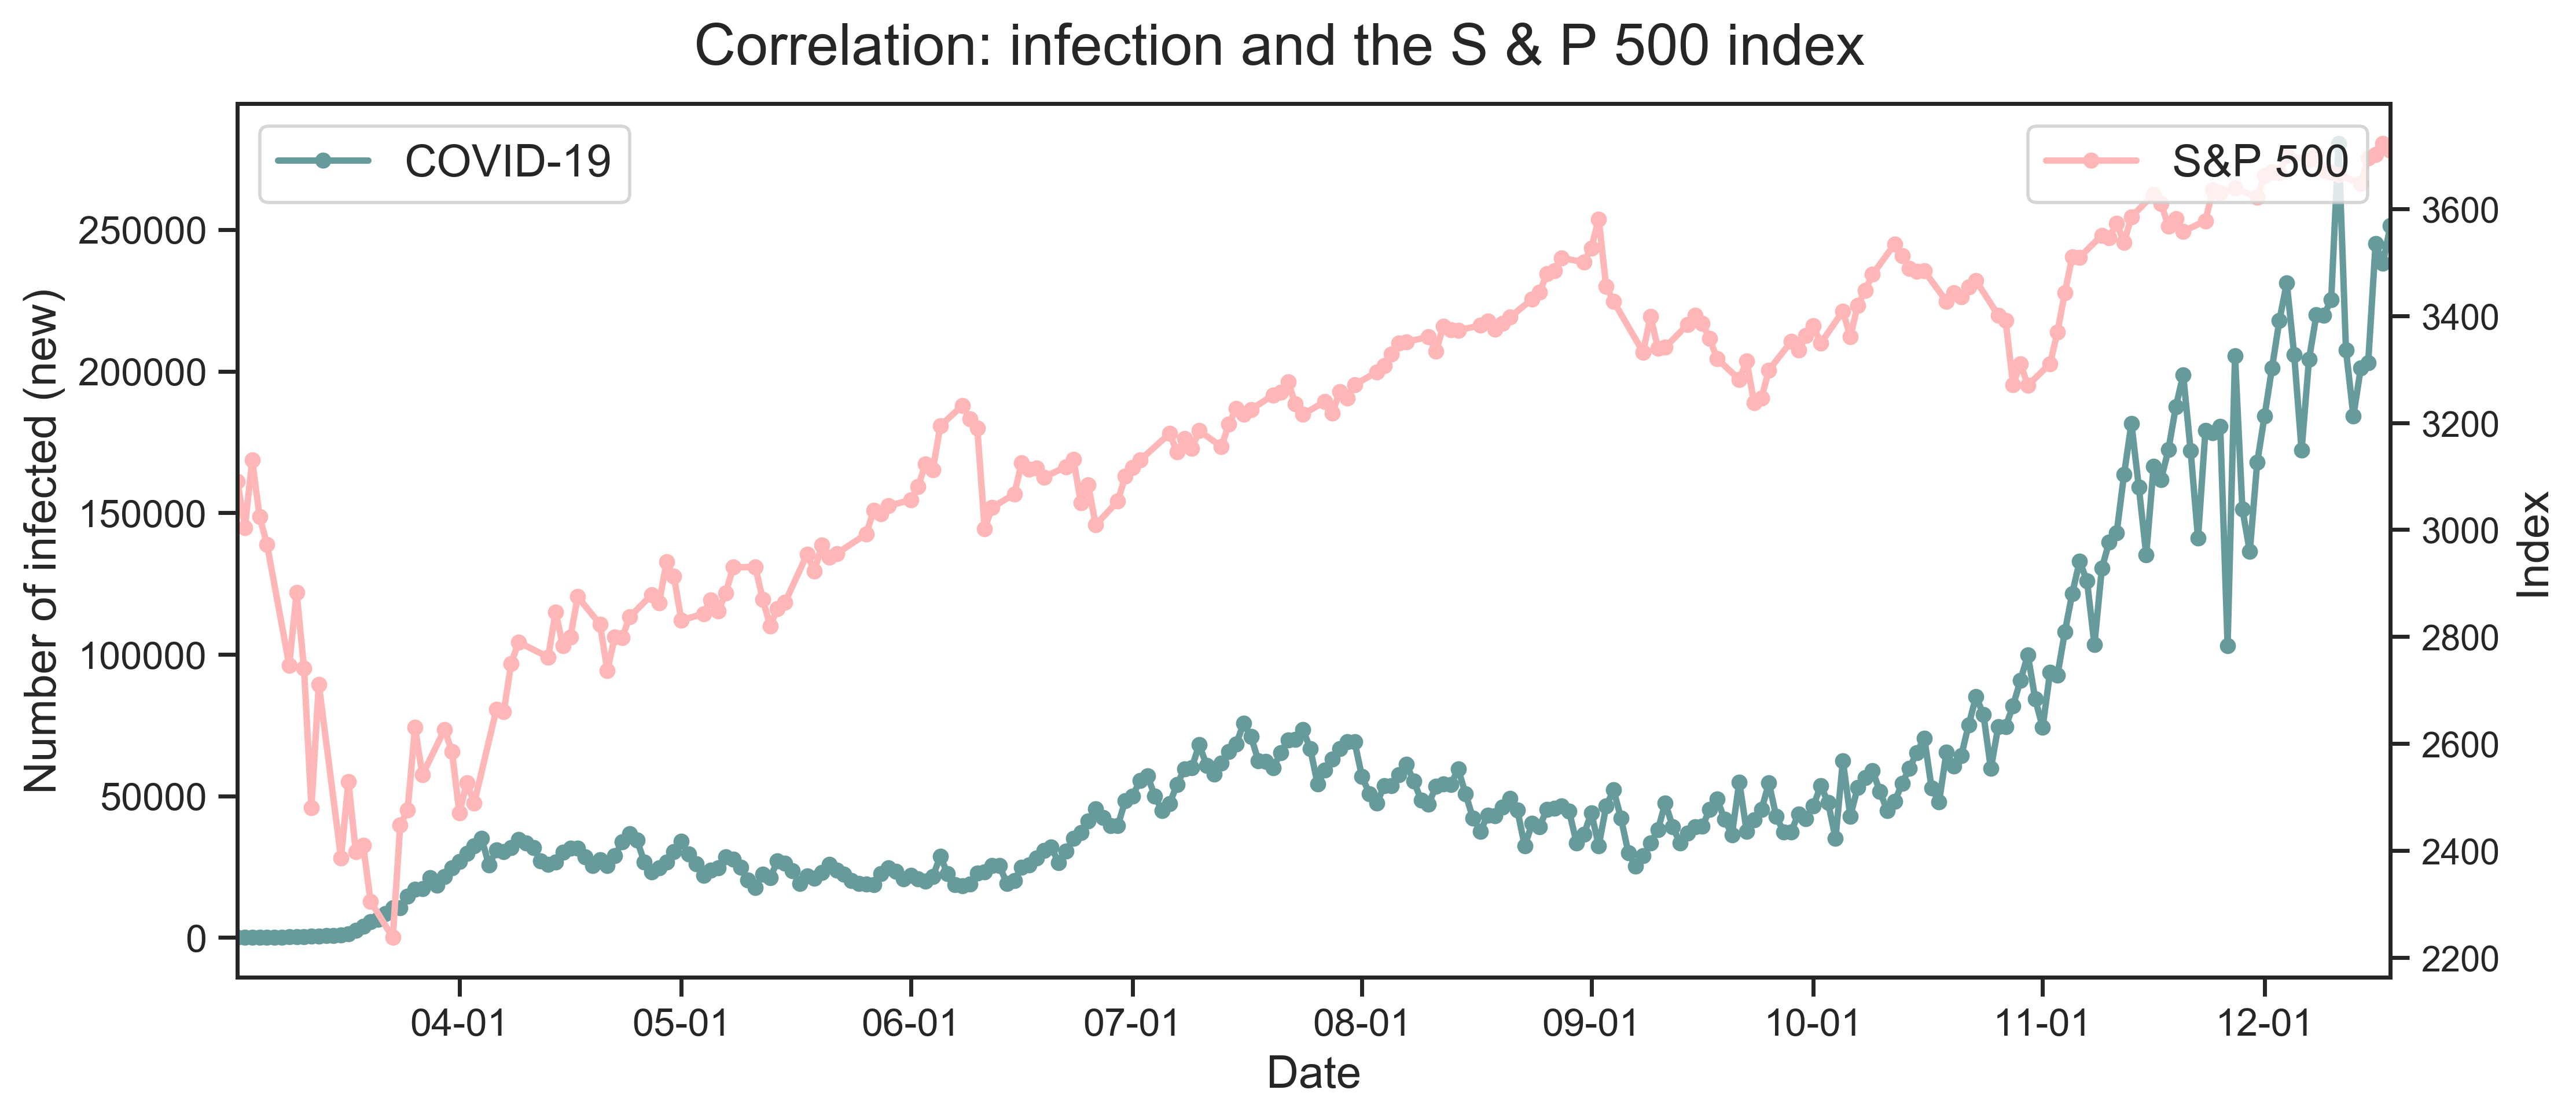 Correlation: infection and the S & P 500 index
COVID-19
S&P 500
Number of infected (new)
250000
200000
150000
100000
50000
0
3600
3400
3200
3000
2800
2600
2400
2200
Index
04-01 05-01 06-01 07-01 08-01 09-01 10-01 11-01 12-01
Date